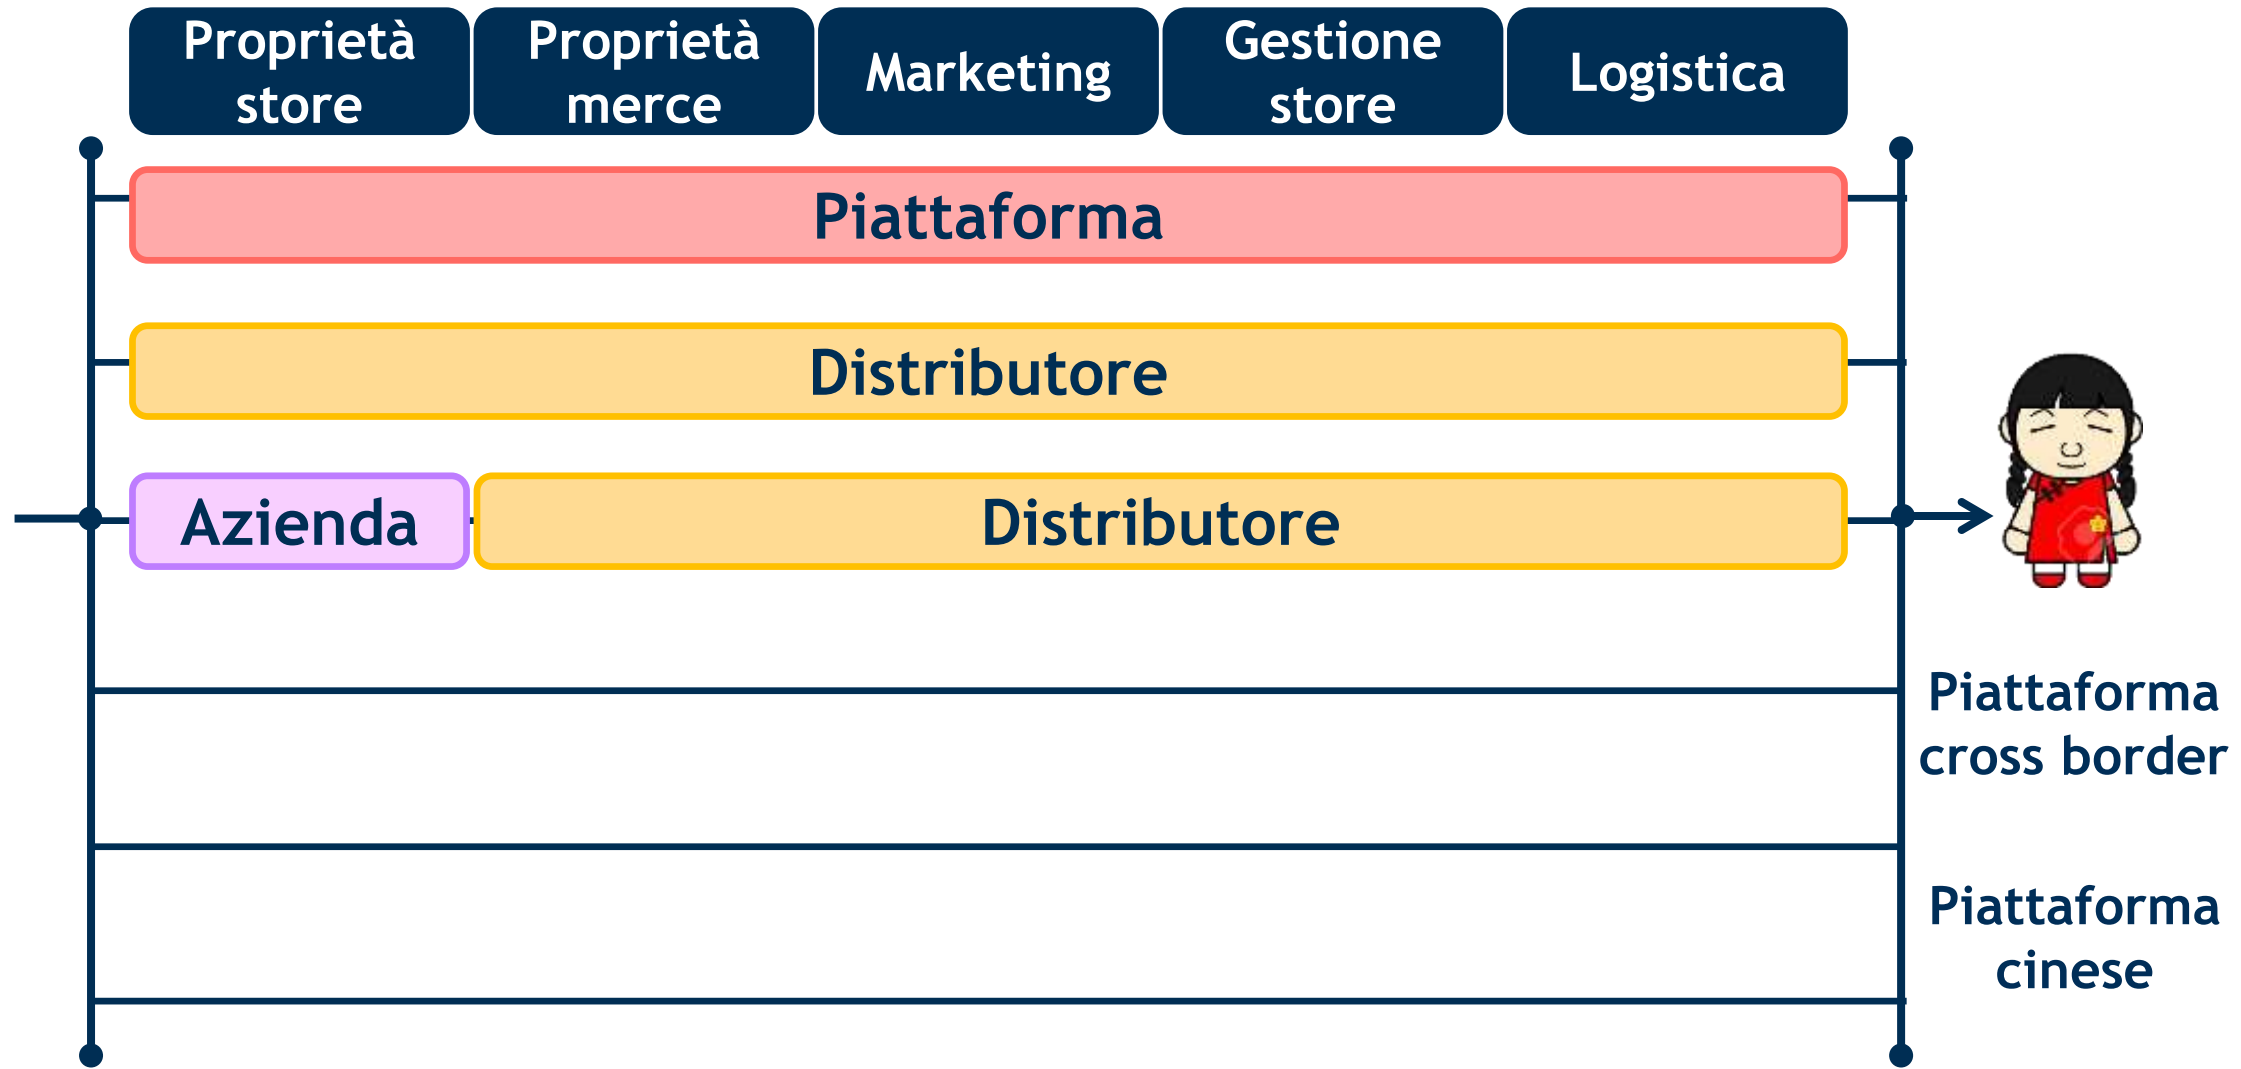 Proprietà
store
Proprietà
merce
Marketing
Gestione
store
Logistica
Piattaforma
Distributore
Azienda
Distributore
Piattaforma
cross border
Piattaforma
cinese